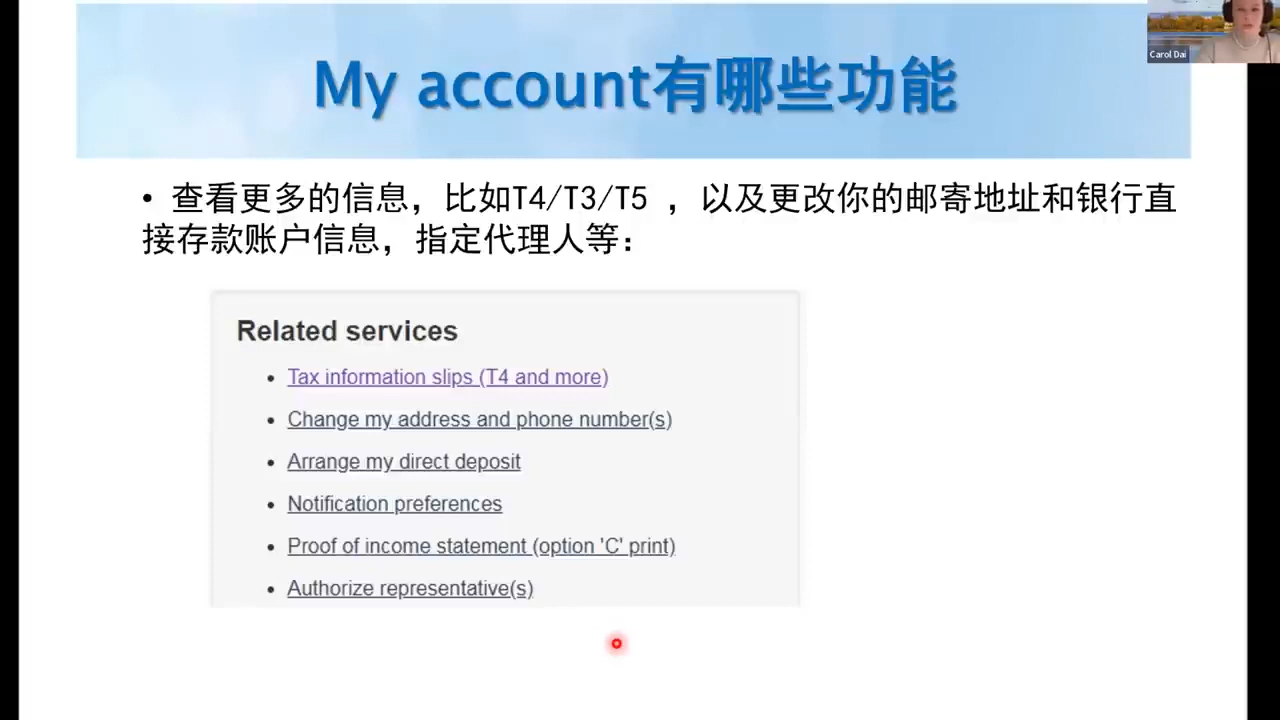 Carol Dai
My account有哪些功能
• 查看更多的信息，比如T4/T3/T5 ，以及更改你的邮寄地址和银行直
接存款账户信息，指定代理人等：
Related services
• Tax information slips (T4 and more)
• Change my address and phone number(s)
• Arrange my direct deposit
• Notification preferences
• Proof of income statement (option 'C' print)
• Authorize representative(s)